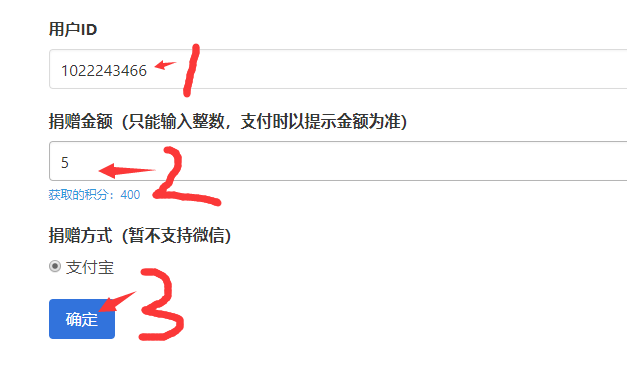 用户ID
1022243466
1
捐赠金额（只能输入整数，支付时以提示金额为准）
5
2
获取的积分：400
捐赠方式（暂不支持微信）
支付宝
3
确定